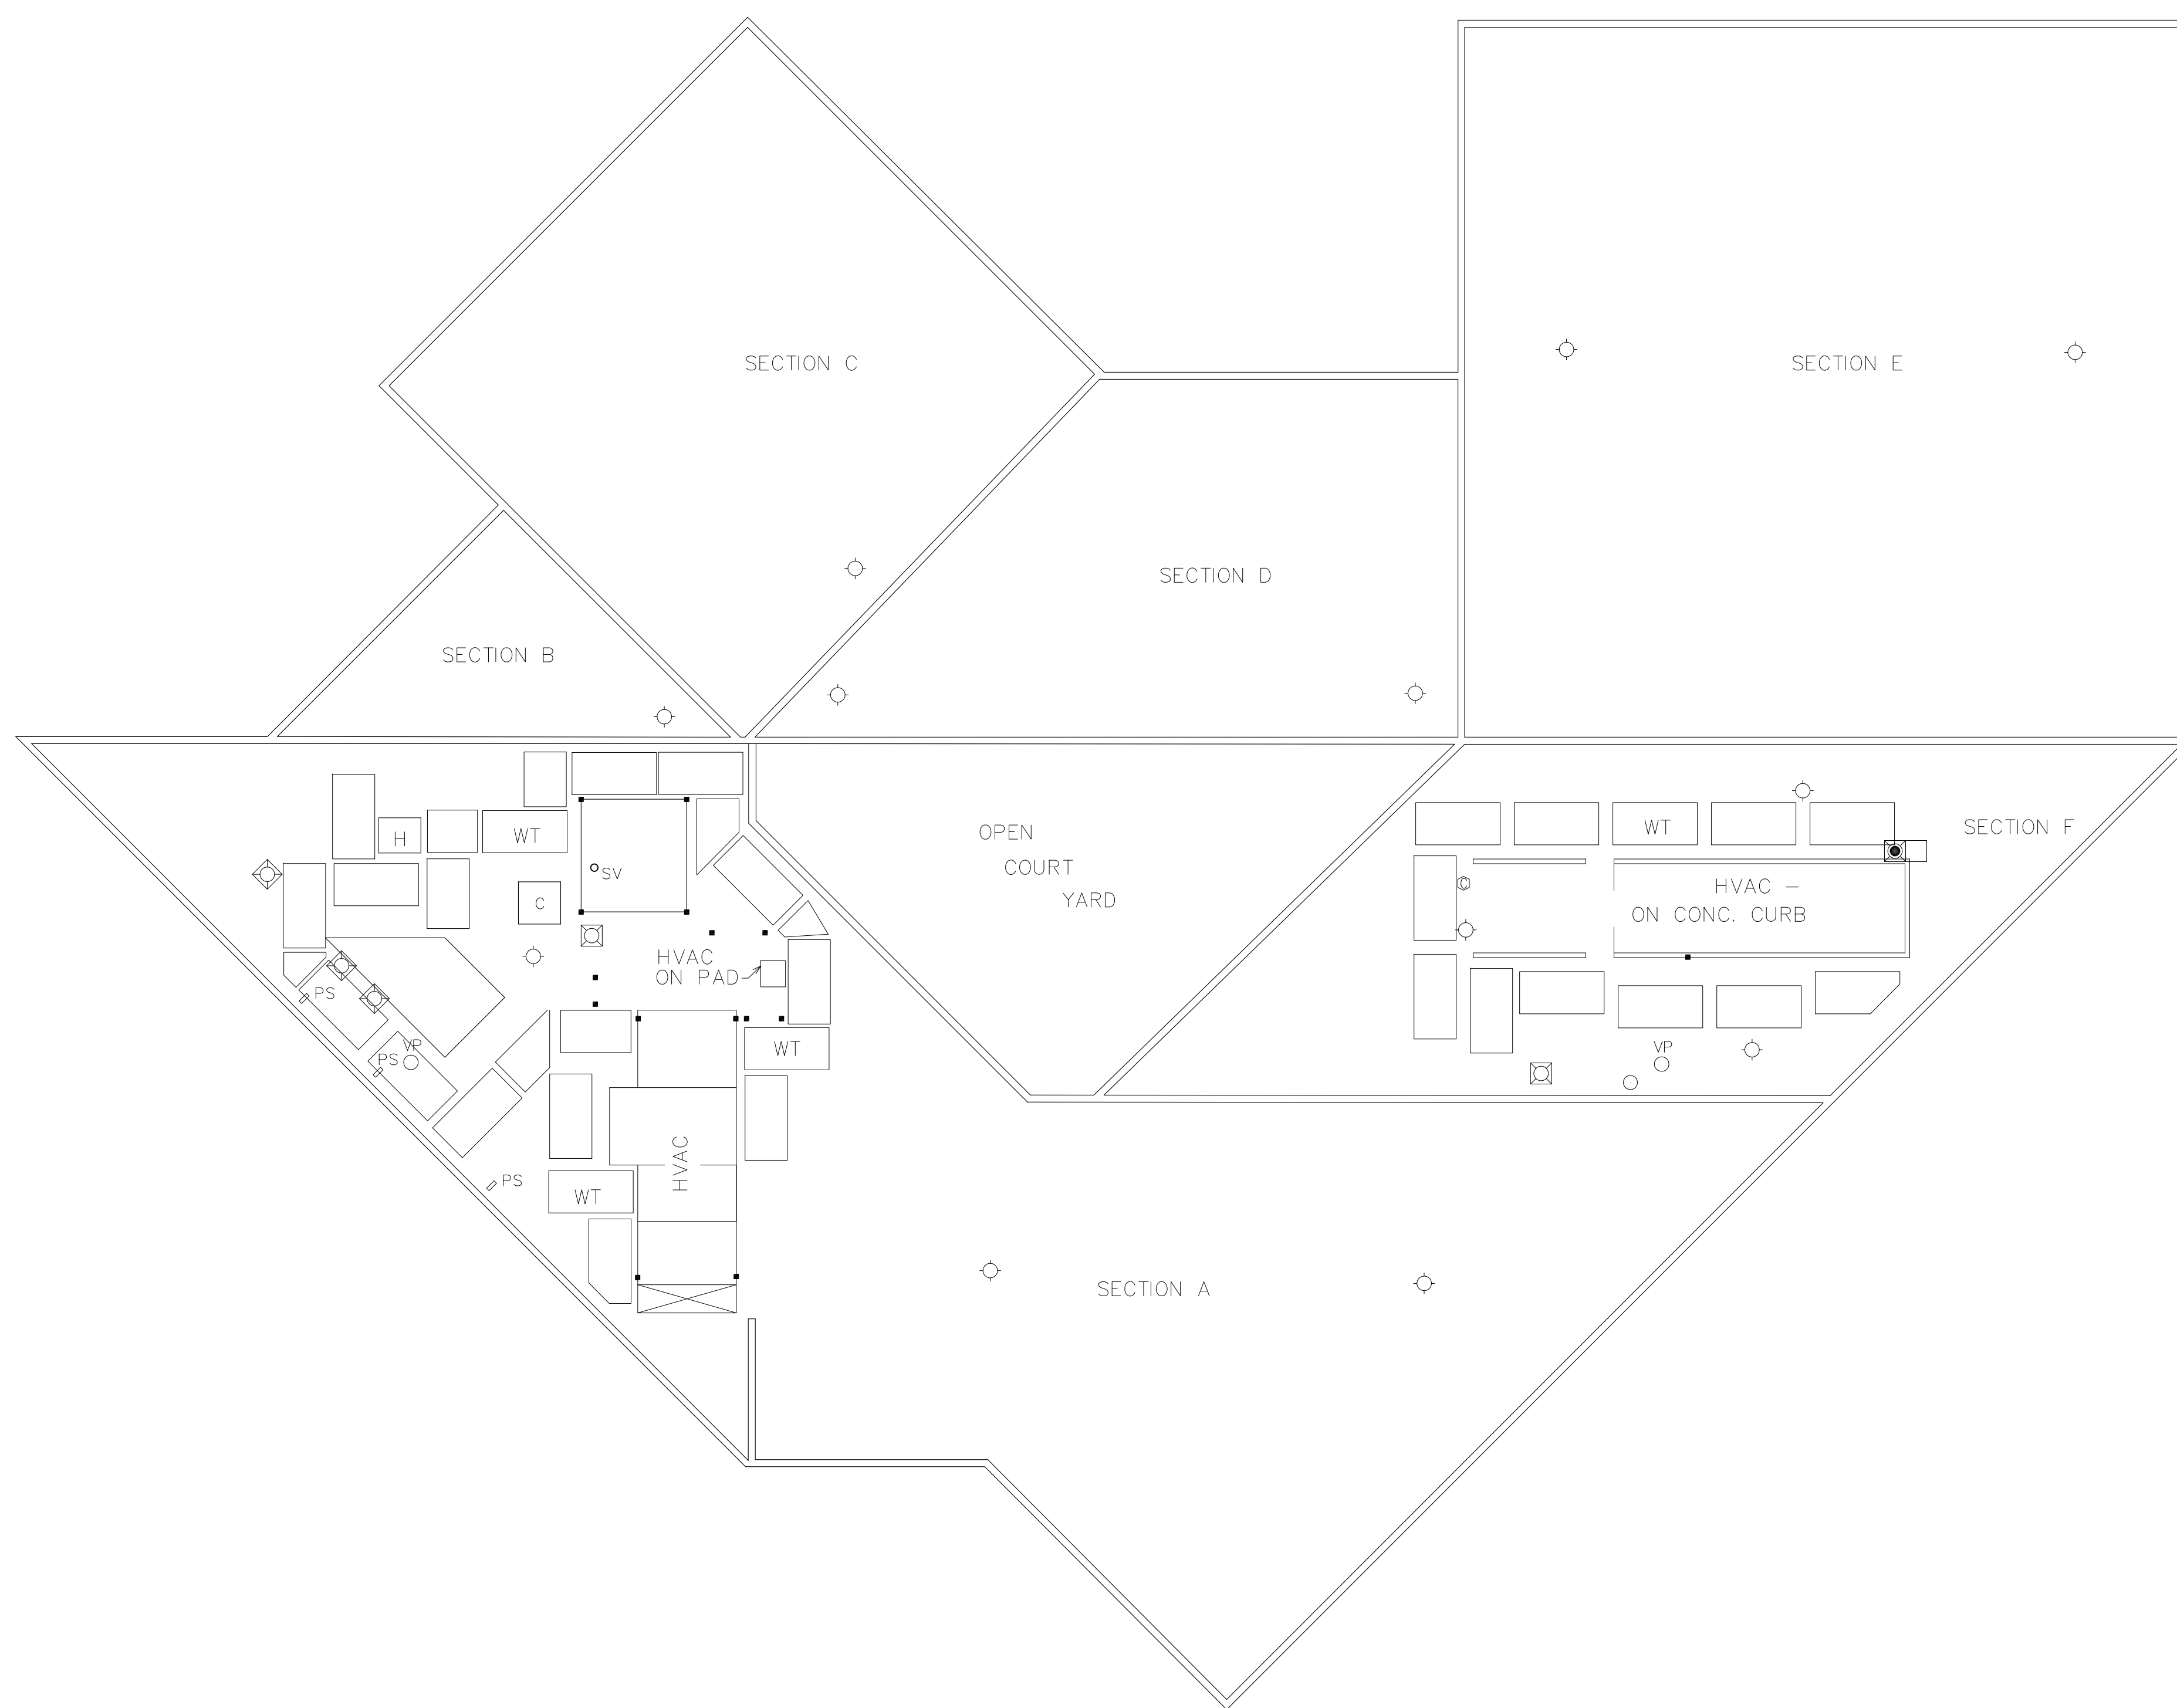 SECTION C
SECTION E
SECTION D
SECTION B
OPEN
COURT
YARD
SECTION F
WT
H
WT
SV
C
C
HVAC -
ON CONC. CURB
HVAC
ON PAD
PS
VP
PS
WT
VP
HVAC
PS
WT
SECTION A